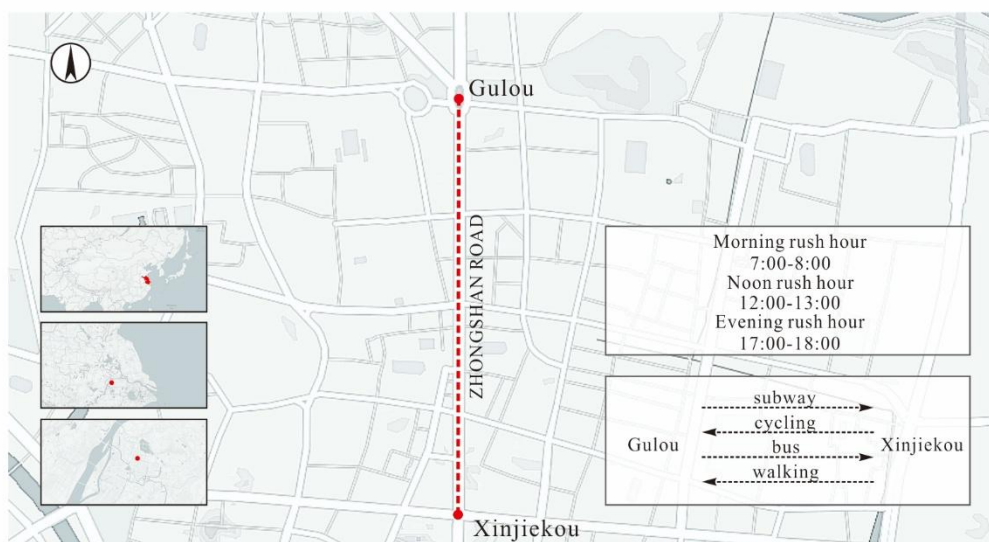 Gulou
ZHONGSHAN ROAD
Xinjiekou
Morning rush hour
7:00-8:00
Noon rush hour
12:00-13:00
Evening rush hour
17:00-18:00
subway
cycling
Gulou
bus
Xinjiekou
walking